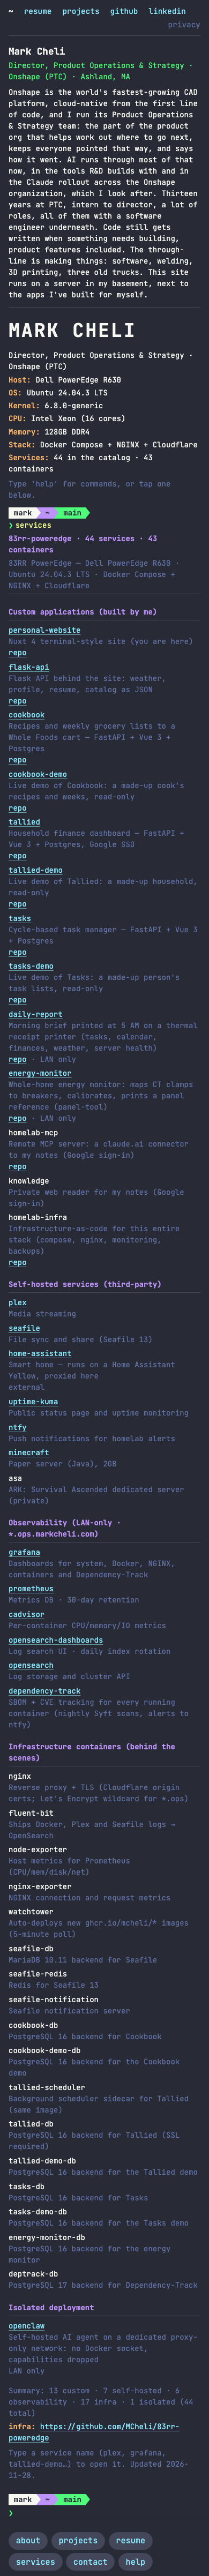 ~ resume projects github linkedin
privacy
Mark Cheli
Director, Product Operations & Strategy ·
Onshape (PTC) · Ashland, MA
Onshape is the world's fastest-growing CAD
platform, cloud-native from the first line
of code, and I run its Product Operations
& Strategy team: the part of the product
org that helps work out where to go next,
keeps everyone pointed that way, and says
how it went. AI runs through most of that
now, in the tools R&D builds with and in
the Claude rollout across the Onshape
organization, which I look after. Thirteen
years at PTC, intern to director, a lot of
roles, all of them with a software
engineer underneath. Code still gets
written when something needs building,
product features included. The through-
line is making things: software, welding,
3D printing, three old trucks. This site
runs on a server in my basement, next to
the apps I've built for myself.
MARK CHELI
Director, Product Operations & Strategy ·
Onshape (PTC)
Host: Dell PowerEdge R630
OS: Ubuntu 24.04.3 LTS
Kernel: 6.8.0-generic
CPU: Intel Xeon (16 cores)
Memory: 128GB DDR4
Stack: Docker Compose + NGINX + Cloudflare
Services: 44 in the catalog · 43
containers
Type 'help' for commands, or tap one
below.
mark ~ main
❯ services
83rr-poweredge · 44 services · 43
containers
83RR PowerEdge — Dell PowerEdge R630 ·
Ubuntu 24.04.3 LTS · Docker Compose +
NGINX + Cloudflare
Custom applications (built by me)
personal-website
Nuxt 4 terminal-style site (you are here)
repo
flask-api
Flask API behind the site: weather,
profile, resume, catalog as JSON
repo
cookbook
Recipes and weekly grocery lists to a
Whole Foods cart — FastAPI + Vue 3 +
Postgres
repo
cookbook-demo
Live demo of Cookbook: a made-up cook's
recipes and weeks, read-only
repo
tallied
Household finance dashboard — FastAPI +
Vue 3 + Postgres, Google SSO
repo
tallied-demo
Live demo of Tallied: a made-up household,
read-only
repo
tasks
Cycle-based task manager — FastAPI + Vue 3
+ Postgres
repo
tasks-demo
Live demo of Tasks: a made-up person's
task lists, read-only
repo
daily-report
Morning brief printed at 5 AM on a thermal
receipt printer (tasks, calendar,
finances, weather, server health)
repo · LAN only
energy-monitor
Whole-home energy monitor: maps CT clamps
to breakers, calibrates, prints a panel
reference (panel-tool)
repo · LAN only
homelab-mcp
Remote MCP server: a claude.ai connector
to my notes (Google sign-in)
repo
knowledge
Private web reader for my notes (Google
sign-in)
homelab-infra
Infrastructure-as-code for this entire
stack (compose, nginx, monitoring,
backups)
repo
Self-hosted services (third-party)
plex
Media streaming
seafile
File sync and share (Seafile 13)
home-assistant
Smart home — runs on a Home Assistant
Yellow, proxied here
external
uptime-kuma
Public status page and uptime monitoring
ntfy
Push notifications for homelab alerts
minecraft
Paper server (Java), 2GB
asa
ARK: Survival Ascended dedicated server
(private)
Observability (LAN-only ·
*.ops.markcheli.com)
grafana
Dashboards for system, Docker, NGINX,
containers and Dependency-Track
prometheus
Metrics DB · 30-day retention
cadvisor
Per-container CPU/memory/IO metrics
opensearch-dashboards
Log search UI · daily index rotation
opensearch
Log storage and cluster API
dependency-track
SBOM + CVE tracking for every running
container (nightly Syft scans, alerts to
ntfy)
Infrastructure containers (behind the
scenes)
nginx
Reverse proxy + TLS (Cloudflare origin
certs; Let's Encrypt wildcard for *.ops)
fluent-bit
Ships Docker, Plex and Seafile logs →
OpenSearch
node-exporter
Host metrics for Prometheus
(CPU/mem/disk/net)
nginx-exporter
NGINX connection and request metrics
watchtower
Auto-deploys new ghcr.io/mcheli/* images
(5-minute poll)
seafile-db
MariaDB 10.11 backend for Seafile
seafile-redis
Redis for Seafile 13
seafile-notification
Seafile notification server
cookbook-db
PostgreSQL 16 backend for Cookbook
cookbook-demo-db
PostgreSQL 16 backend for the Cookbook
demo
tallied-scheduler
Background scheduler sidecar for Tallied
(same image)
tallied-db
PostgreSQL 16 backend for Tallied (SSL
required)
tallied-demo-db
PostgreSQL 16 backend for the Tallied demo
tasks-db
PostgreSQL 16 backend for Tasks
tasks-demo-db
PostgreSQL 16 backend for the Tasks demo
energy-monitor-db
PostgreSQL 16 backend for the energy
monitor
deptrack-db
PostgreSQL 17 backend for Dependency-Track
Isolated deployment
openclaw
Self-hosted AI agent on a dedicated proxy-
only network: no Docker socket,
capabilities dropped
LAN only
Summary: 13 custom · 7 self-hosted · 6
observability · 17 infra · 1 isolated (44
total)
infra: https://github.com/MCheli/83rr-
poweredge
Type a service name (plex, grafana,
tallied-demo…) to open it. Updated 2026-
11-28.
mark ~ main
❯
about projects resume
services contact help